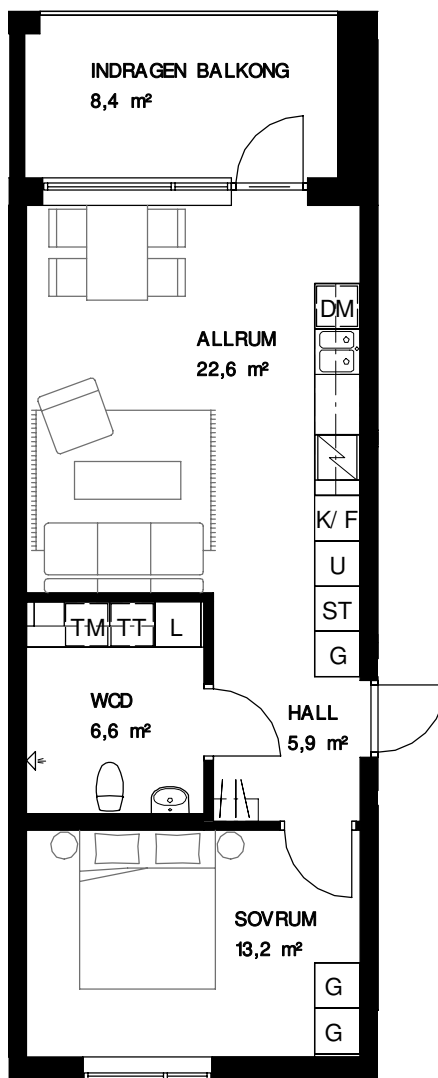 INDRAGEN BALKONG
8,4 m²
DM
ALLRUM
22,6 m²
K/ F
U
ST
G
TM TT L
WCD
6,6 m²
HALL
5,9 m²
SOVRUM
13,2 m²
G
G